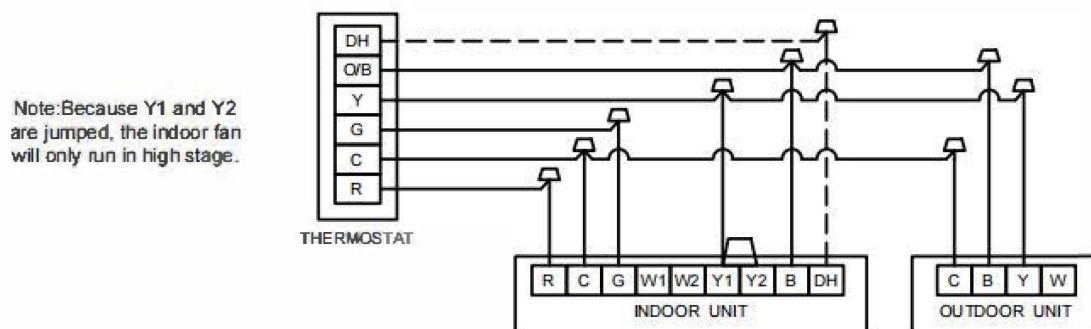 Note:Because Y1 and Y2
are jumped, the indoor fan
will only run in high stage.
DH
O/B
Y
G
C
R
THERMOSTAT
R C G W1 W2 Y1 Y2 B DH
INDOOR UNIT
C B Y W
OUTDOOR UNIT